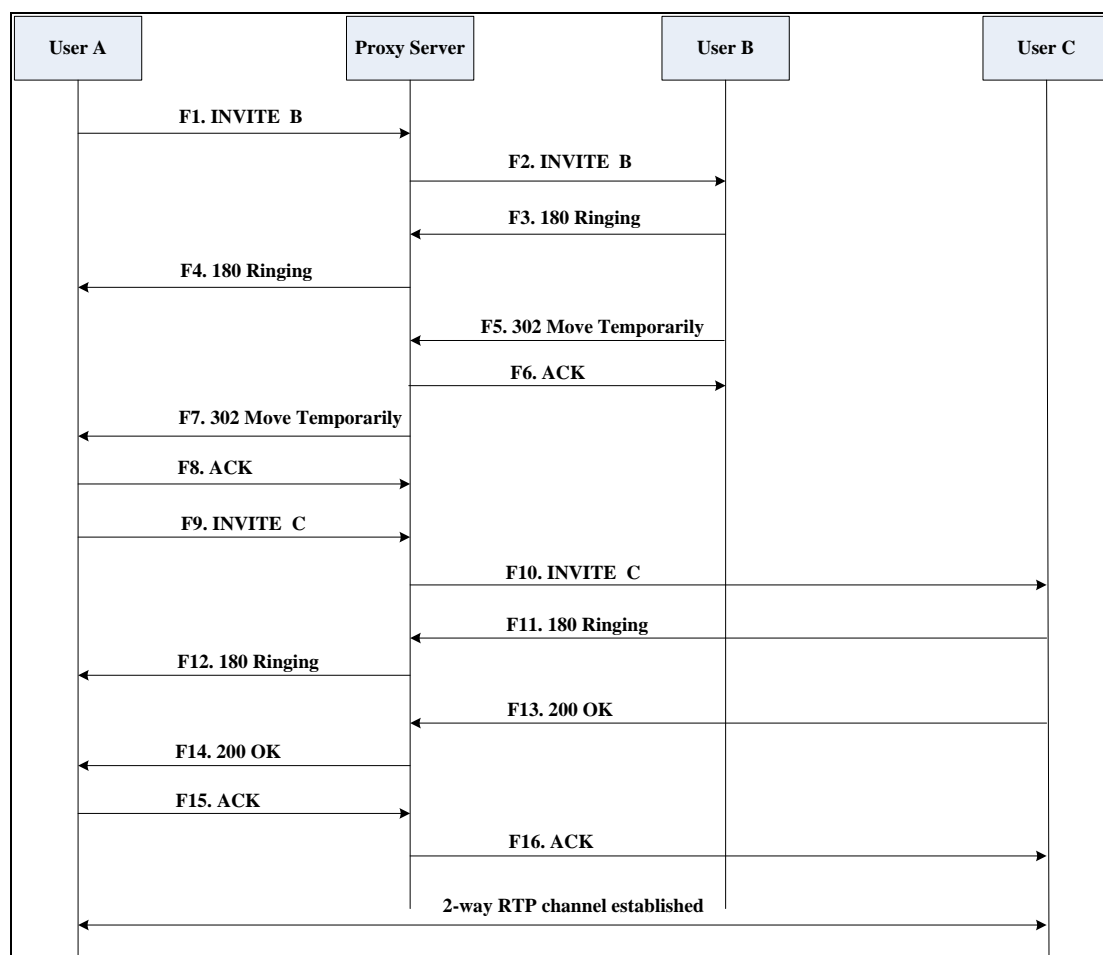 User A
Proxy Server
User B
User C
F1. INVITE B
F2. INVITE B
F3. 180 Ringing
F4. 180 Ringing
F5. 302 Move Temporarily
F6. ACK
F7. 302 Move Temporarily
F8. ACK
F9. INVITE C
F10. INVITE C
F11. 180 Ringing
F12. 180 Ringing
F13. 200 OK
F14. 200 OK
F15. ACK
F16. ACK
2-way RTP channel established